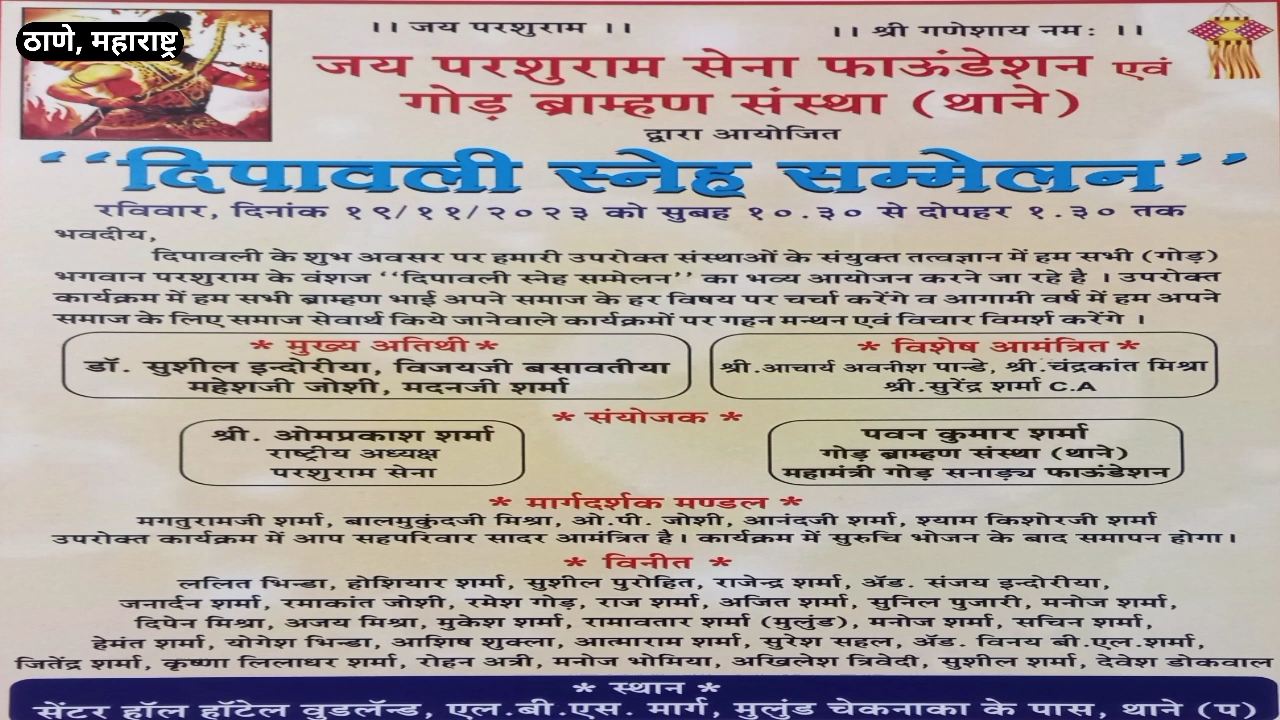 ठाणे, महाराष्ट्र
।। जय परशुराम ।।
।। श्री गणेशाय नमः ।।
जय परशुराम सेना फाऊंडेशन एवं
गोड़ ब्राम्हण संस्था (थाने)
द्वारा आयोजित
‘‘दिपावली स्नेह सम्मेलन’’
रविवार, दिनांक १९/११/२०२३ को सुबह १०.३० से दोपहर १.३० तक
भवदीय,
दिपावली के शुभ अवसर पर हमारी उपरोक्त संस्थाओं के संयुक्त तत्वज्ञान में हम सभी (गोड़)
भगवान परशुराम के वंशज ‘‘दिपावली स्नेह सम्मेलन’’ का भव्य आयोजन करने जा रहे है । उपरोक्त
कार्यक्रम में हम सभी ब्राम्हण भाई अपने समाज के हर विषय पर चर्चा करेंगे व आगामी वर्ष में हम अपने
समाज के लिए समाज सेवार्थ किये जानेवाले कार्यक्रमों पर गहन मन्थन एवं विचार विमर्श करेंगे ।
* मुख्य अतिथी *
डॉ. सुशील इन्दोरीया, विजयजी बसावतीया
महेशजी जोशी, मदनजी शर्मा
* विशेष आमंत्रित *
श्री.आचार्य अवनीश पान्डे, श्री.चंद्रकांत मिश्रा
श्री.सुरेंद्र शर्मा C.A
* संयोजक *
श्री. ओमप्रकाश शर्मा
राष्ट्रीय अध्यक्ष
परशुराम सेना
पवन कुमार शर्मा
गोड़ ब्राम्हण संस्था (थाने)
महामंत्री गोड़ सनाड्य फाऊंडेशन
* मार्गदर्शक मण्डल *
मगतुरामजी शर्मा, बालमुकुंदजी मिश्रा, ओ.पी. जोशी, आनंदजी शर्मा, श्याम किशोरजी शर्मा
उपरोक्त कार्यक्रम में आप सहपरिवार सादर आमंत्रित है। कार्यक्रम में सुरुचि भोजन के बाद समापन होगा।
* विनीत *
ललित भिन्डा, होशियार शर्मा, सुशील पुरोहित, राजेन्द्र शर्मा, ॲड. संजय इन्दोरीया,
जनार्दन शर्मा, रमाकांत जोशी, रमेश गोड़, राज शर्मा, अजित शर्मा, सुनिल पुजारी, मनोज शर्मा,
दिपेन मिश्रा, अजय मिश्रा, मुकेश शर्मा, रामावतार शर्मा (मुलुंड), मनोज शर्मा, सचिन शर्मा,
हेमंत शर्मा, योगेश भिन्डा, आशिष शुक्ला, आत्माराम शर्मा, सुरेश सहल, ॲड. विनय बी.एल.शर्मा,
जितेंद्र शर्मा, कृष्णा लिलाधर शर्मा, रोहन अत्री, मनोज भोमिया, अखिलेश त्रिवेदी, सुशील शर्मा, देवेश डोकवाल
* स्थान *
सेंटर हॉल हॉटेल वुडलॅन्ड, एल.बी.एस. मार्ग, मुलुंड चेकनाका के पास, थाने (प)